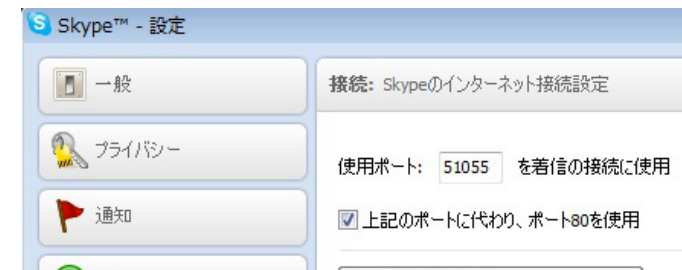 Skype™ - 設定
一般
プライバシー
通知
接続: Skypeのインターネット接続設定
使用ポート: 51055 を着信の接続に使用
上記のポートに代わり、ポート80を使用